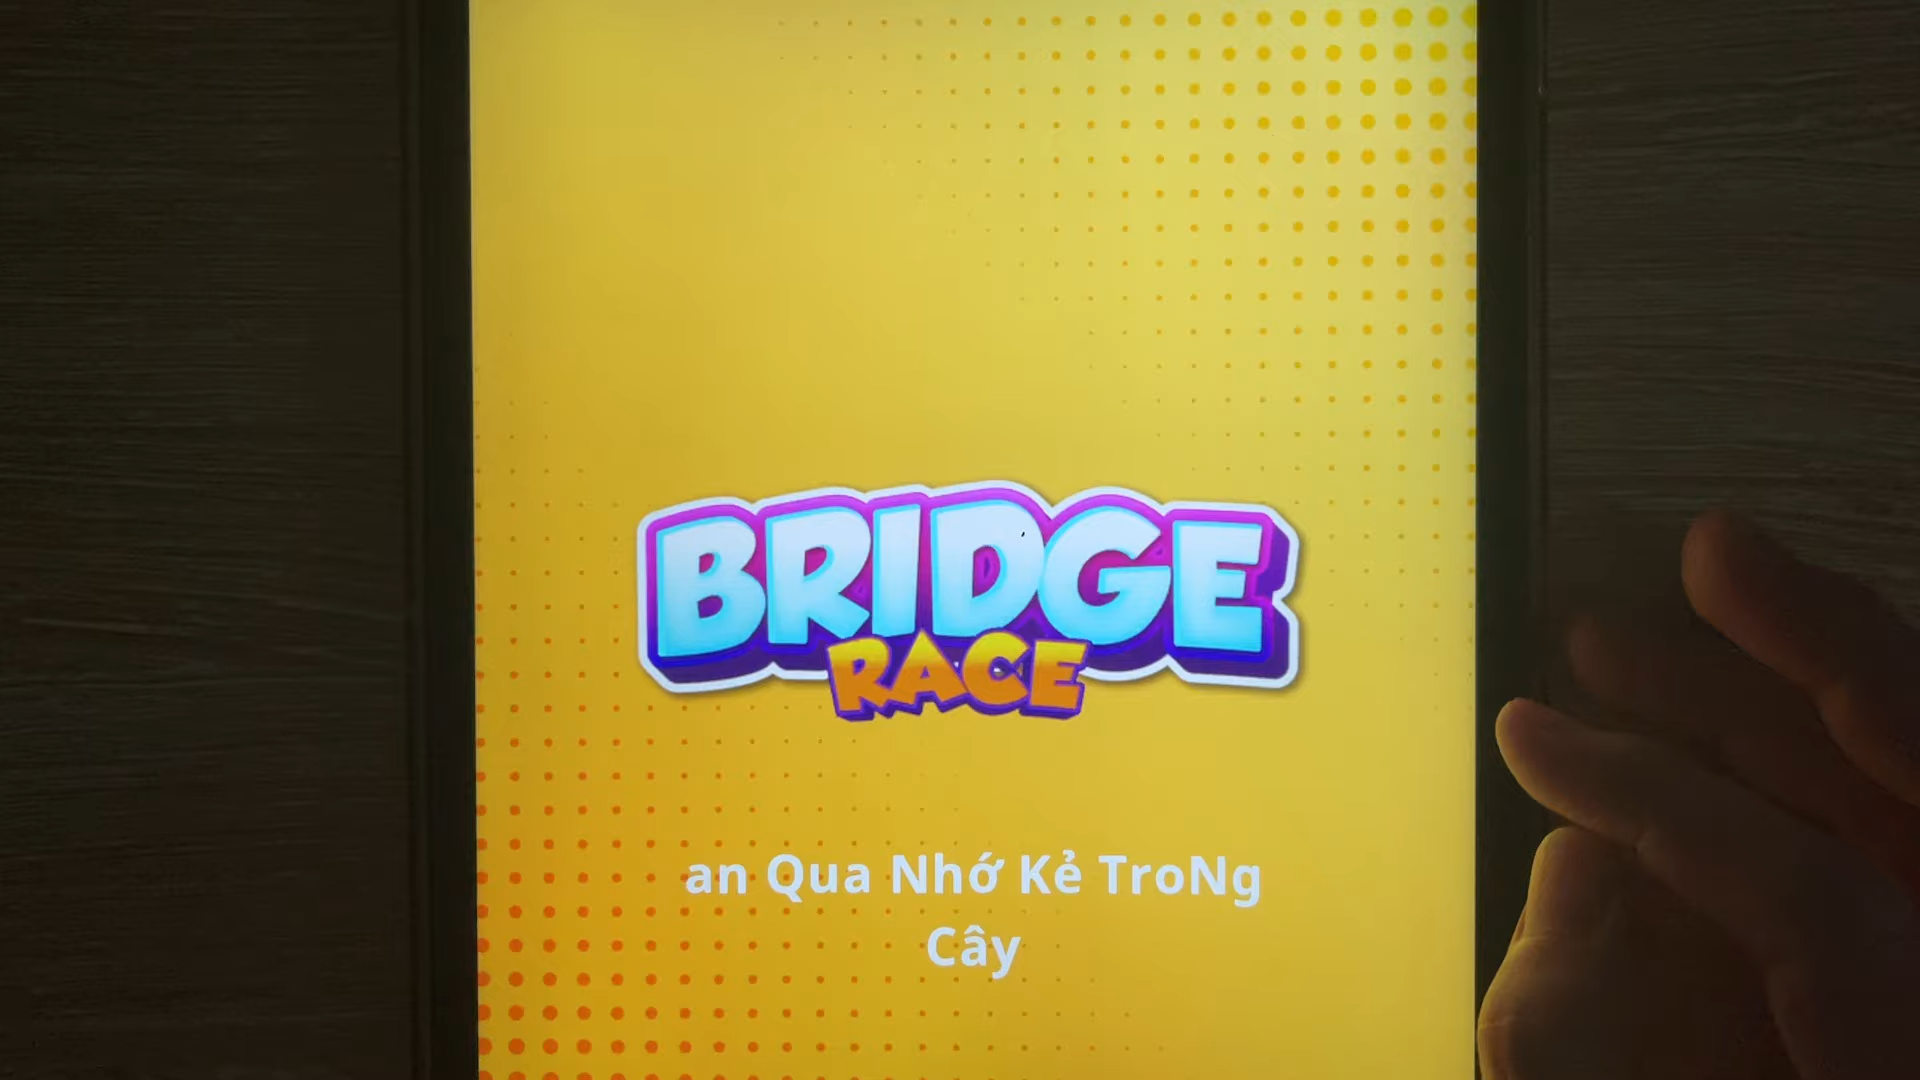 BRIDGE
RACE
an Qua Nhớ Kẻ TroNg
Cây